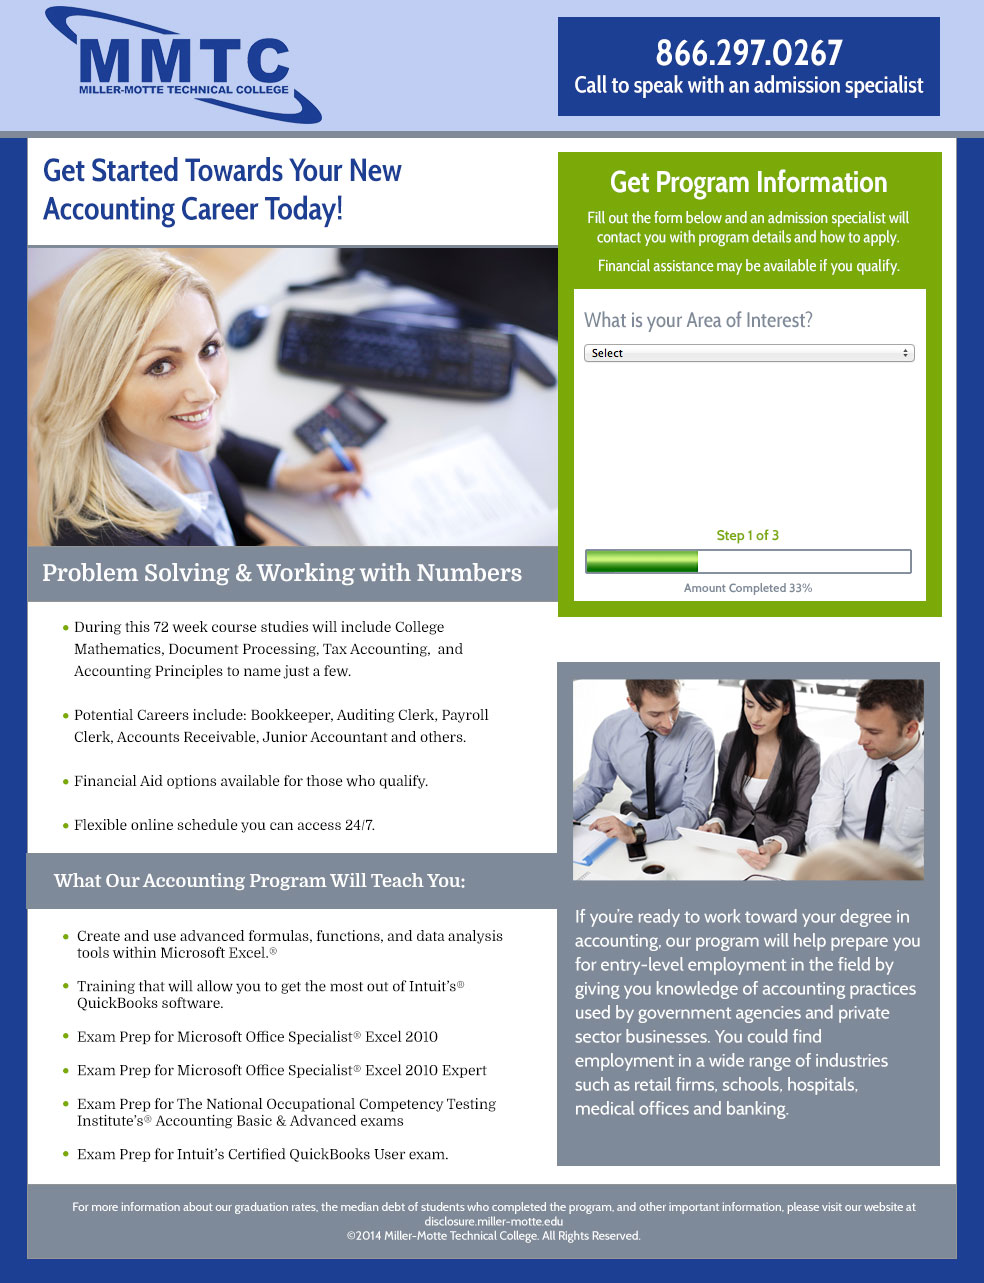 MMTC
MILLER-MOTTE TECHNICAL COLLEGE
866.297.0267
Call to speak with an admission specialist
Get Started Towards Your New
Accounting Career Today!
Get Program Information
Fill out the form below and an admission specialist will
contact you with program details and how to apply.
Financial assistance may be available if you qualify.
What is your Area of Interest?
Select
Step 1 of 3
Amount Completed 33%
Problem Solving & Working with Numbers
During this 72 week course studies will include College
Mathematics, Document Processing, Tax Accounting,  and
Accounting Principles to name just a few.
Potential Careers include: Bookkeeper, Auditing Clerk, Payroll
Clerk, Accounts Receivable, Junior Accountant and others.
Financial Aid options available for those who qualify.
Flexible online schedule you can access 24/7.
What Our Accounting Program Will Teach You:
Create and use advanced formulas, functions, and data analysis
tools within Microsoft Excel.®
Training that will allow you to get the most out of Intuit’s®
QuickBooks software.
Exam Prep for Microsoft Office Specialist® Excel 2010
Exam Prep for Microsoft Office Specialist® Excel 2010 Expert
Exam Prep for The National Occupational Competency Testing
Institute’s® Accounting Basic & Advanced exams
Exam Prep for Intuit’s Certified QuickBooks User exam.
If you’re ready to work toward your degree in
accounting, our program will help prepare you
for entry-level employment in the field by
giving you knowledge of accounting practices
used by government agencies and private
sector businesses. You could find
employment in a wide range of industries
such as retail firms, schools, hospitals,
medical offices and banking.
For more information about our graduation rates, the median debt of students who completed the program, and other important information, please visit our website at
disclosure.miller-motte.edu
©2014 Miller-Motte Technical College. All Rights Reserved.